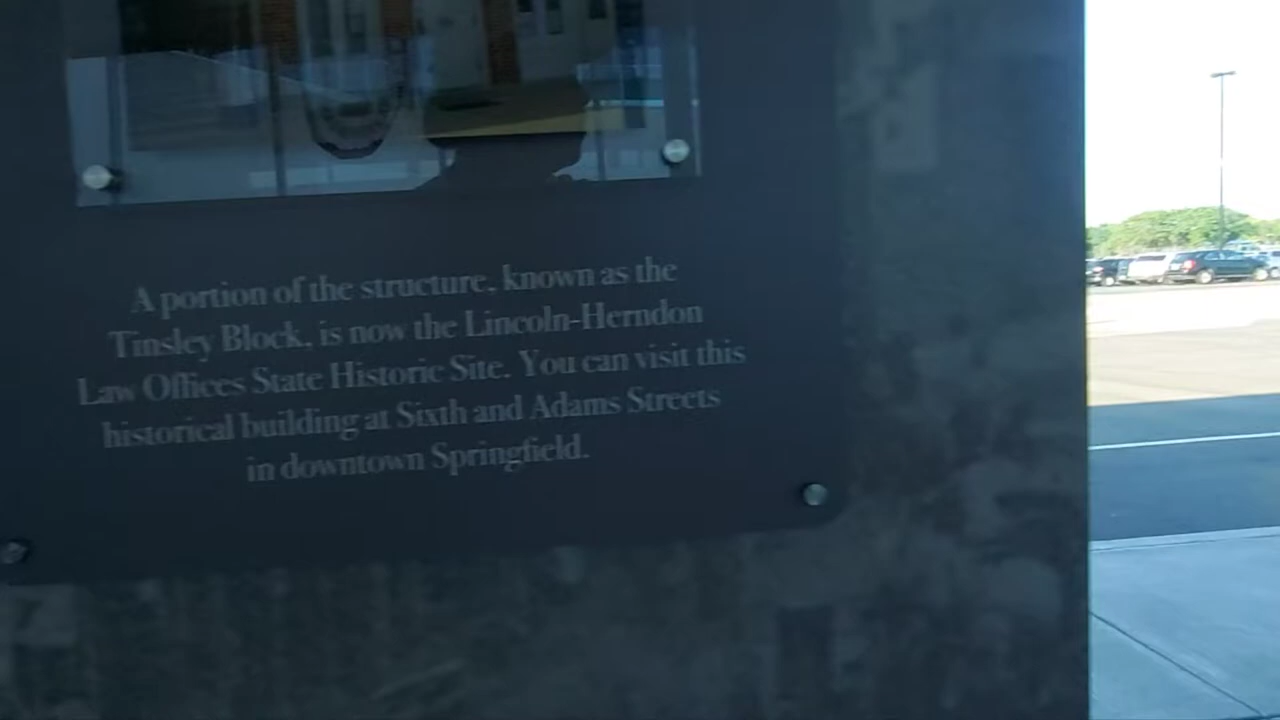 A portion of the structure, known as the
Tinsley Block, is now the Lincoln-Herndon
Law Offices State Historic Site. You can visit this
historical building at Sixth and Adams Streets
in downtown Springfield.